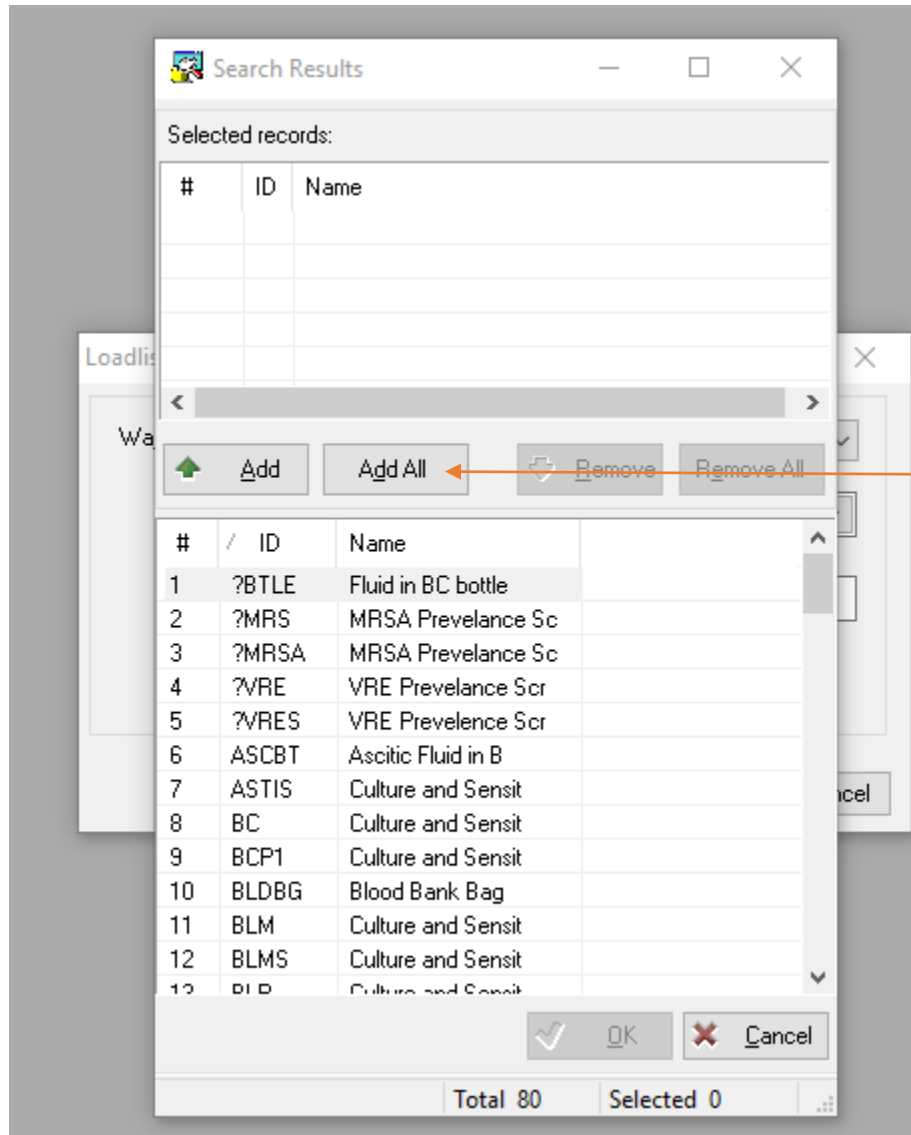 Search Results
Selected records:
# ID Name
Loadlis
Wa
Add Add All Remove Remove All
# / ID Name
1 ?BTLE Fluid in BC bottle
2 ?MRS MRSA Prevelance Sc
3 ?MRSA MRSA Prevelance Sc
4 ?VRE VRE Prevelance Scr
5 ?VRES VRE Prevelence Scr
6 ASCBT Ascitic Fluid in B
7 ASTIS Culture and Sensit
ncel
8 BC Culture and Sensit
9 BCP1 Culture and Sensit
10 BLDBG Blood Bank Bag
11 BLM Culture and Sensit
12 BLMS Culture and Sensit
13 Culture and Sensit
OK Cancel
Total 80 Selected 0